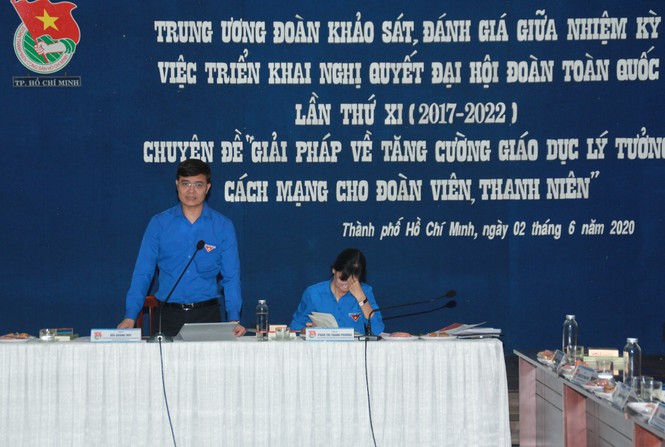 TP. HỒ CHÍ MINH
TRUNG ƯƠNG ĐOÀN KHẢO SÁT, ĐÁNH GIÁ GIỮA NHIỆM KỲ
VIỆC TRIỂN KHAI NGHỊ QUYẾT ĐẠI HỘI ĐOÀN TOÀN QUỐC
LẦN THỨ XI (2017-2022)
CHUYÊN ĐỀ "GIẢI PHÁP VỀ TĂNG CƯỜNG GIÁO DỤC LÝ TƯỞNG
CÁCH MẠNG CHO ĐOÀN VIÊN, THANH NIÊN"
Thành phố Hồ Chí Minh, ngày 02 tháng 6 năm 2020